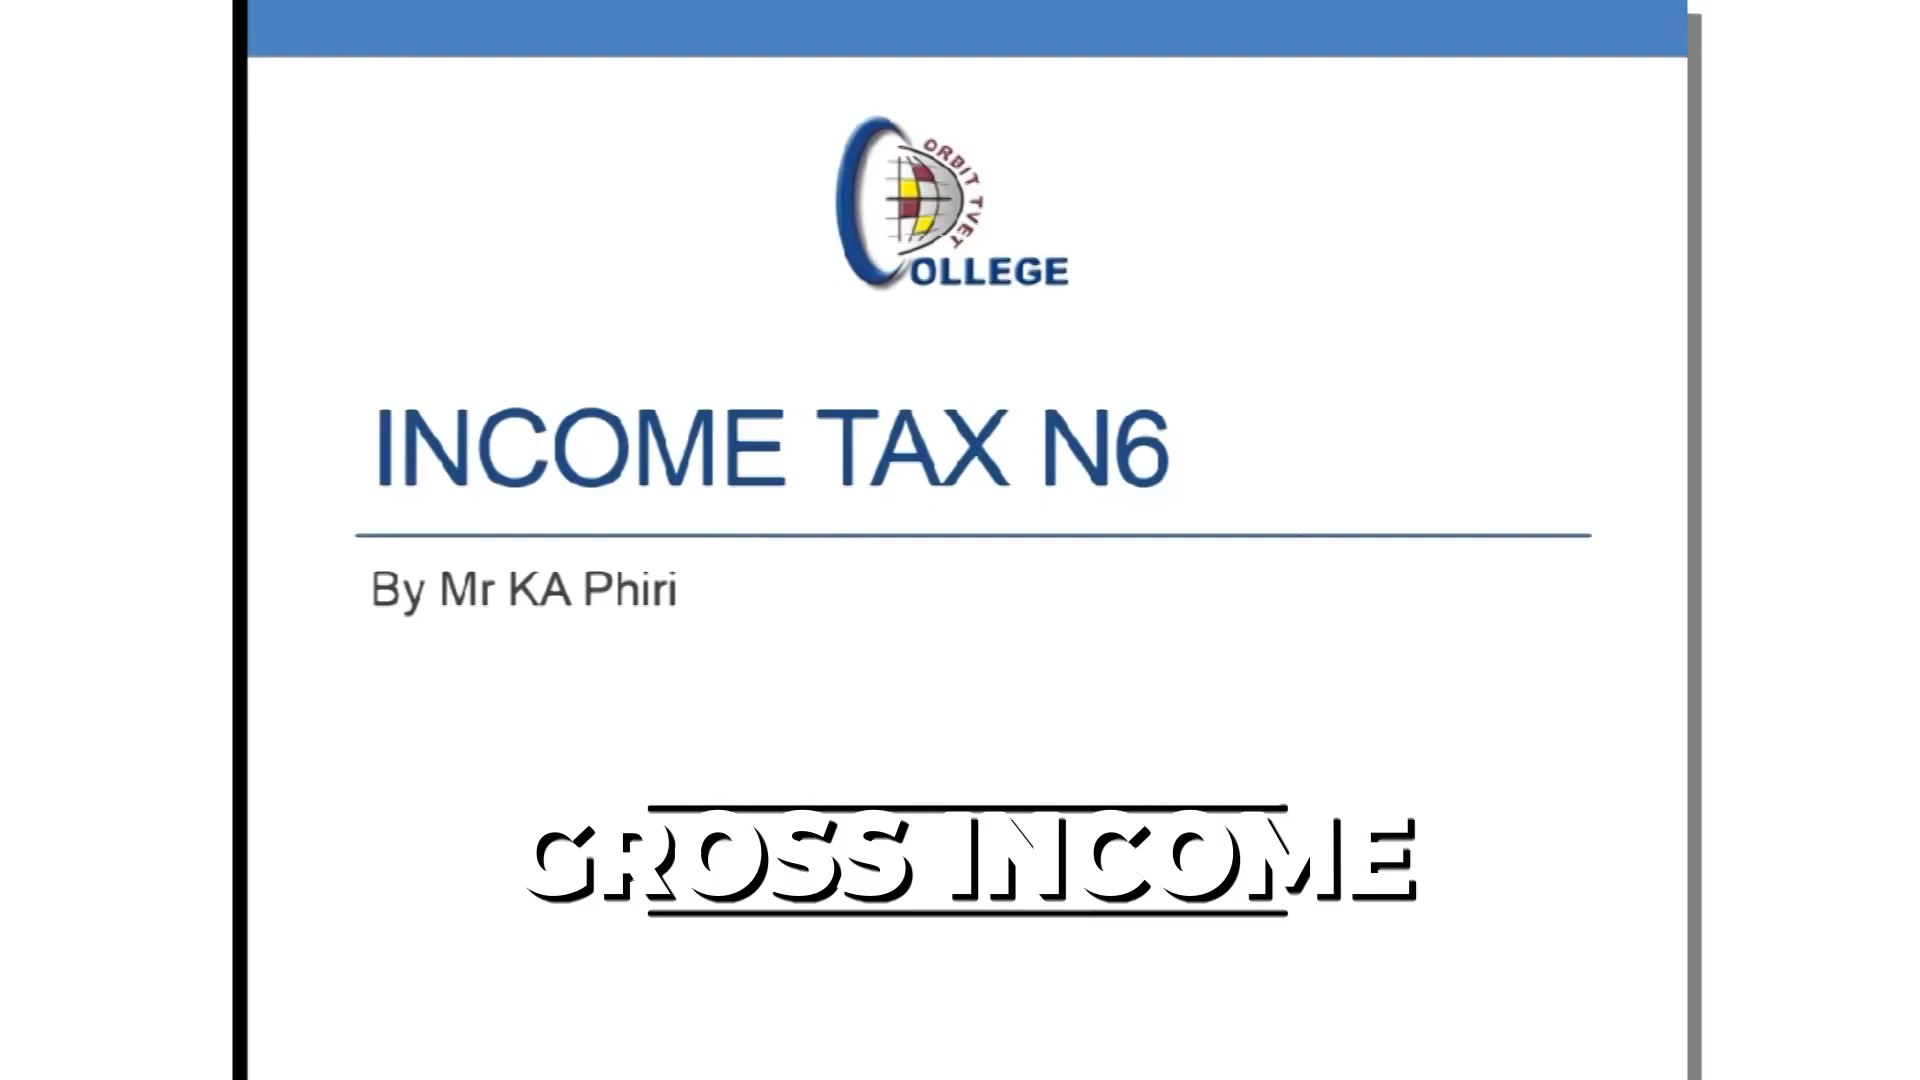 ORBIT TVET
COLLEGE
INCOME TAX N6
By Mr KA Phiri
GROSS INCOME